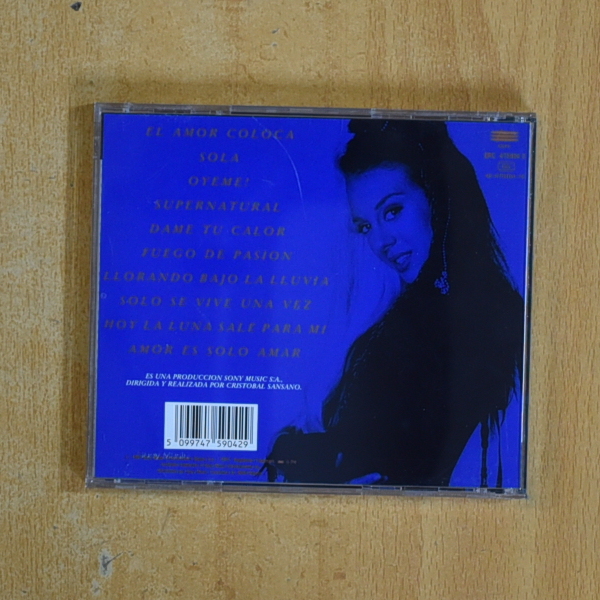 EL AMOR COLOCA
SOLA
OYEME!
SUPERNATURAL
DAME TU CALOR
FUEGO DE PASION
LLORANDO BAJO LA LLUVIA
SOLO SE VIVE UNA VEZ
HOY LA LUNA SALE PARA MI
AMOR ES SOLO AMAR
ES UNA PRODUCCION SONY MUSIC S.A..
DIRIGIDA Y REALIZADA POR CRISTOBAL SANSANO.
5 099747 590429